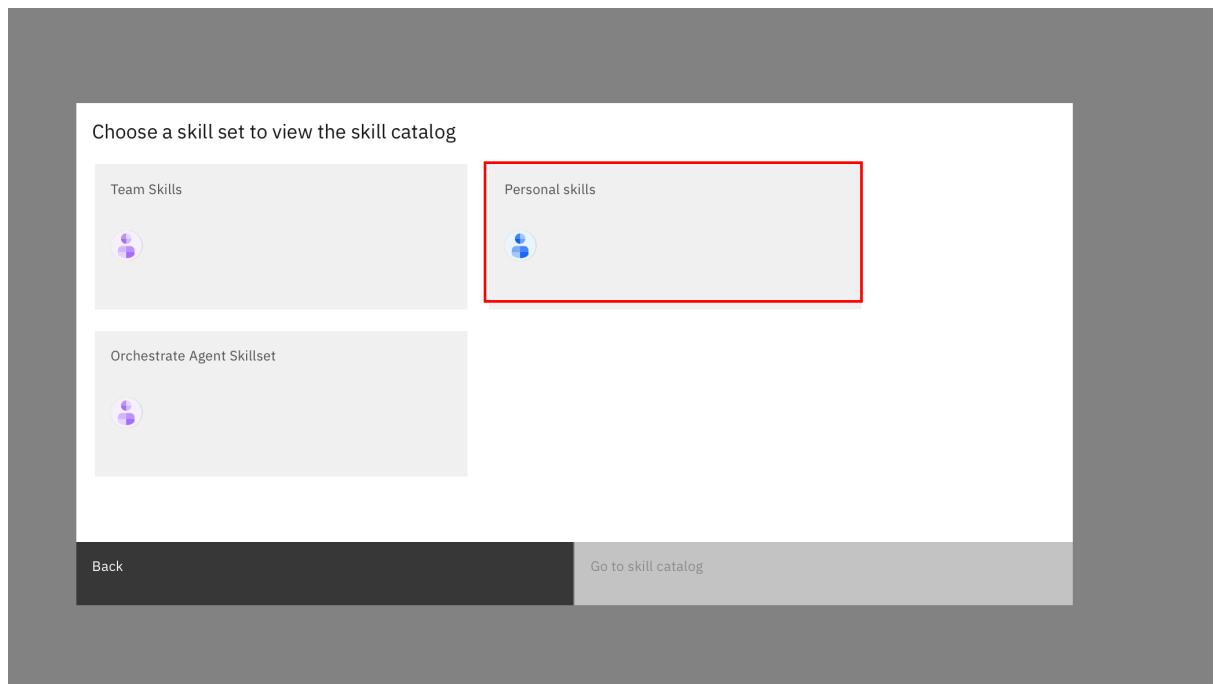 Choose a skill set to view the skill catalog
Team Skills
Personal skills
Orchestrate Agent Skillset
Back
Go to skill catalog